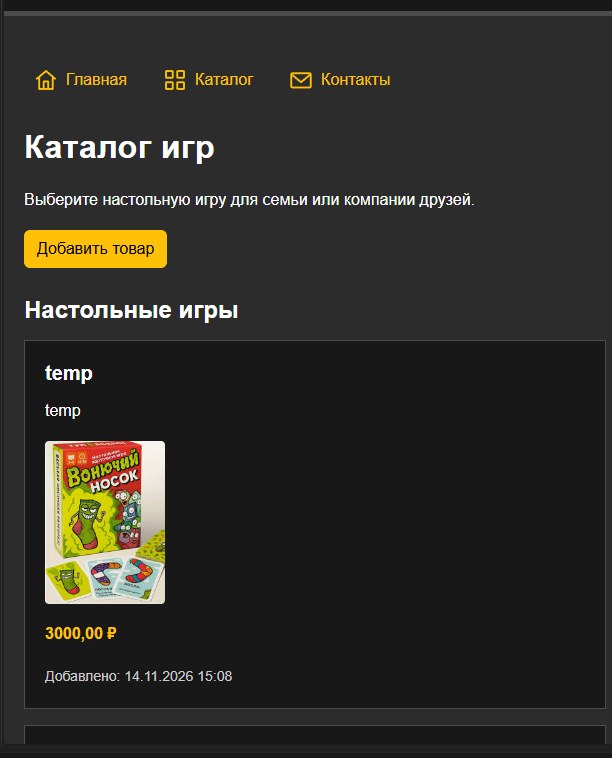 Главная
Каталог
Контакты
Каталог игр
Выберите настольную игру для семьи или компании друзей.
Добавить товар
Настольные игры
temp
temp
Вонючий
носок
3000,00 ₽
Добавлено: 14.11.2026 15:08